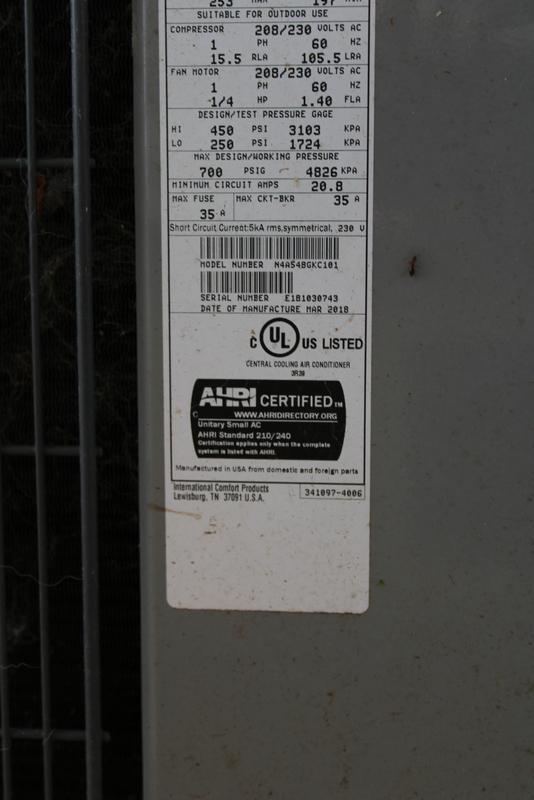 253 MAX 197 MIN
SUITABLE FOR OUTDOOR USE
COMPRESSOR 208/230 VOLTS AC
1 PH 60 HZ
15.5 RLA 105.5 LRA
FAN MOTOR 208/230 VOLTS AC
1 PH 60 HZ
1/4 HP 1.40 FLA
DESIGN/TEST PRESSURE GAGE
HI 450 PSI 3103 KPA
LO 250 PSI 1724 KPA
MAX DESIGN/WORKING PRESSURE
700 PSIG 4826 KPA
MINIMUM CIRCUIT AMPS 20.8
MAX FUSE MAX CKT-BKR 35 A
35 A
Short Circuit Current:5kA rms,symmetrical, 230 V
MODEL NUMBER N4A548GKC101
SERIAL NUMBER E181030743
DATE OF MANUFACTURE MAR 2018
C UL US LISTED
CENTRAL COOLING AIR CONDITIONER
3R39
AHRI CERTIFIED TM
C WWW.AHRIDIRECTORY.ORG
Unitary Small AC
AHRI Standard 210/240
Certification applies only when the complete
system is listed with AHRI.
Manufactured in USA from domestic and foreign parts
International Comfort Products
Lewisburg, TN 37091 U.S.A. 341097-4006